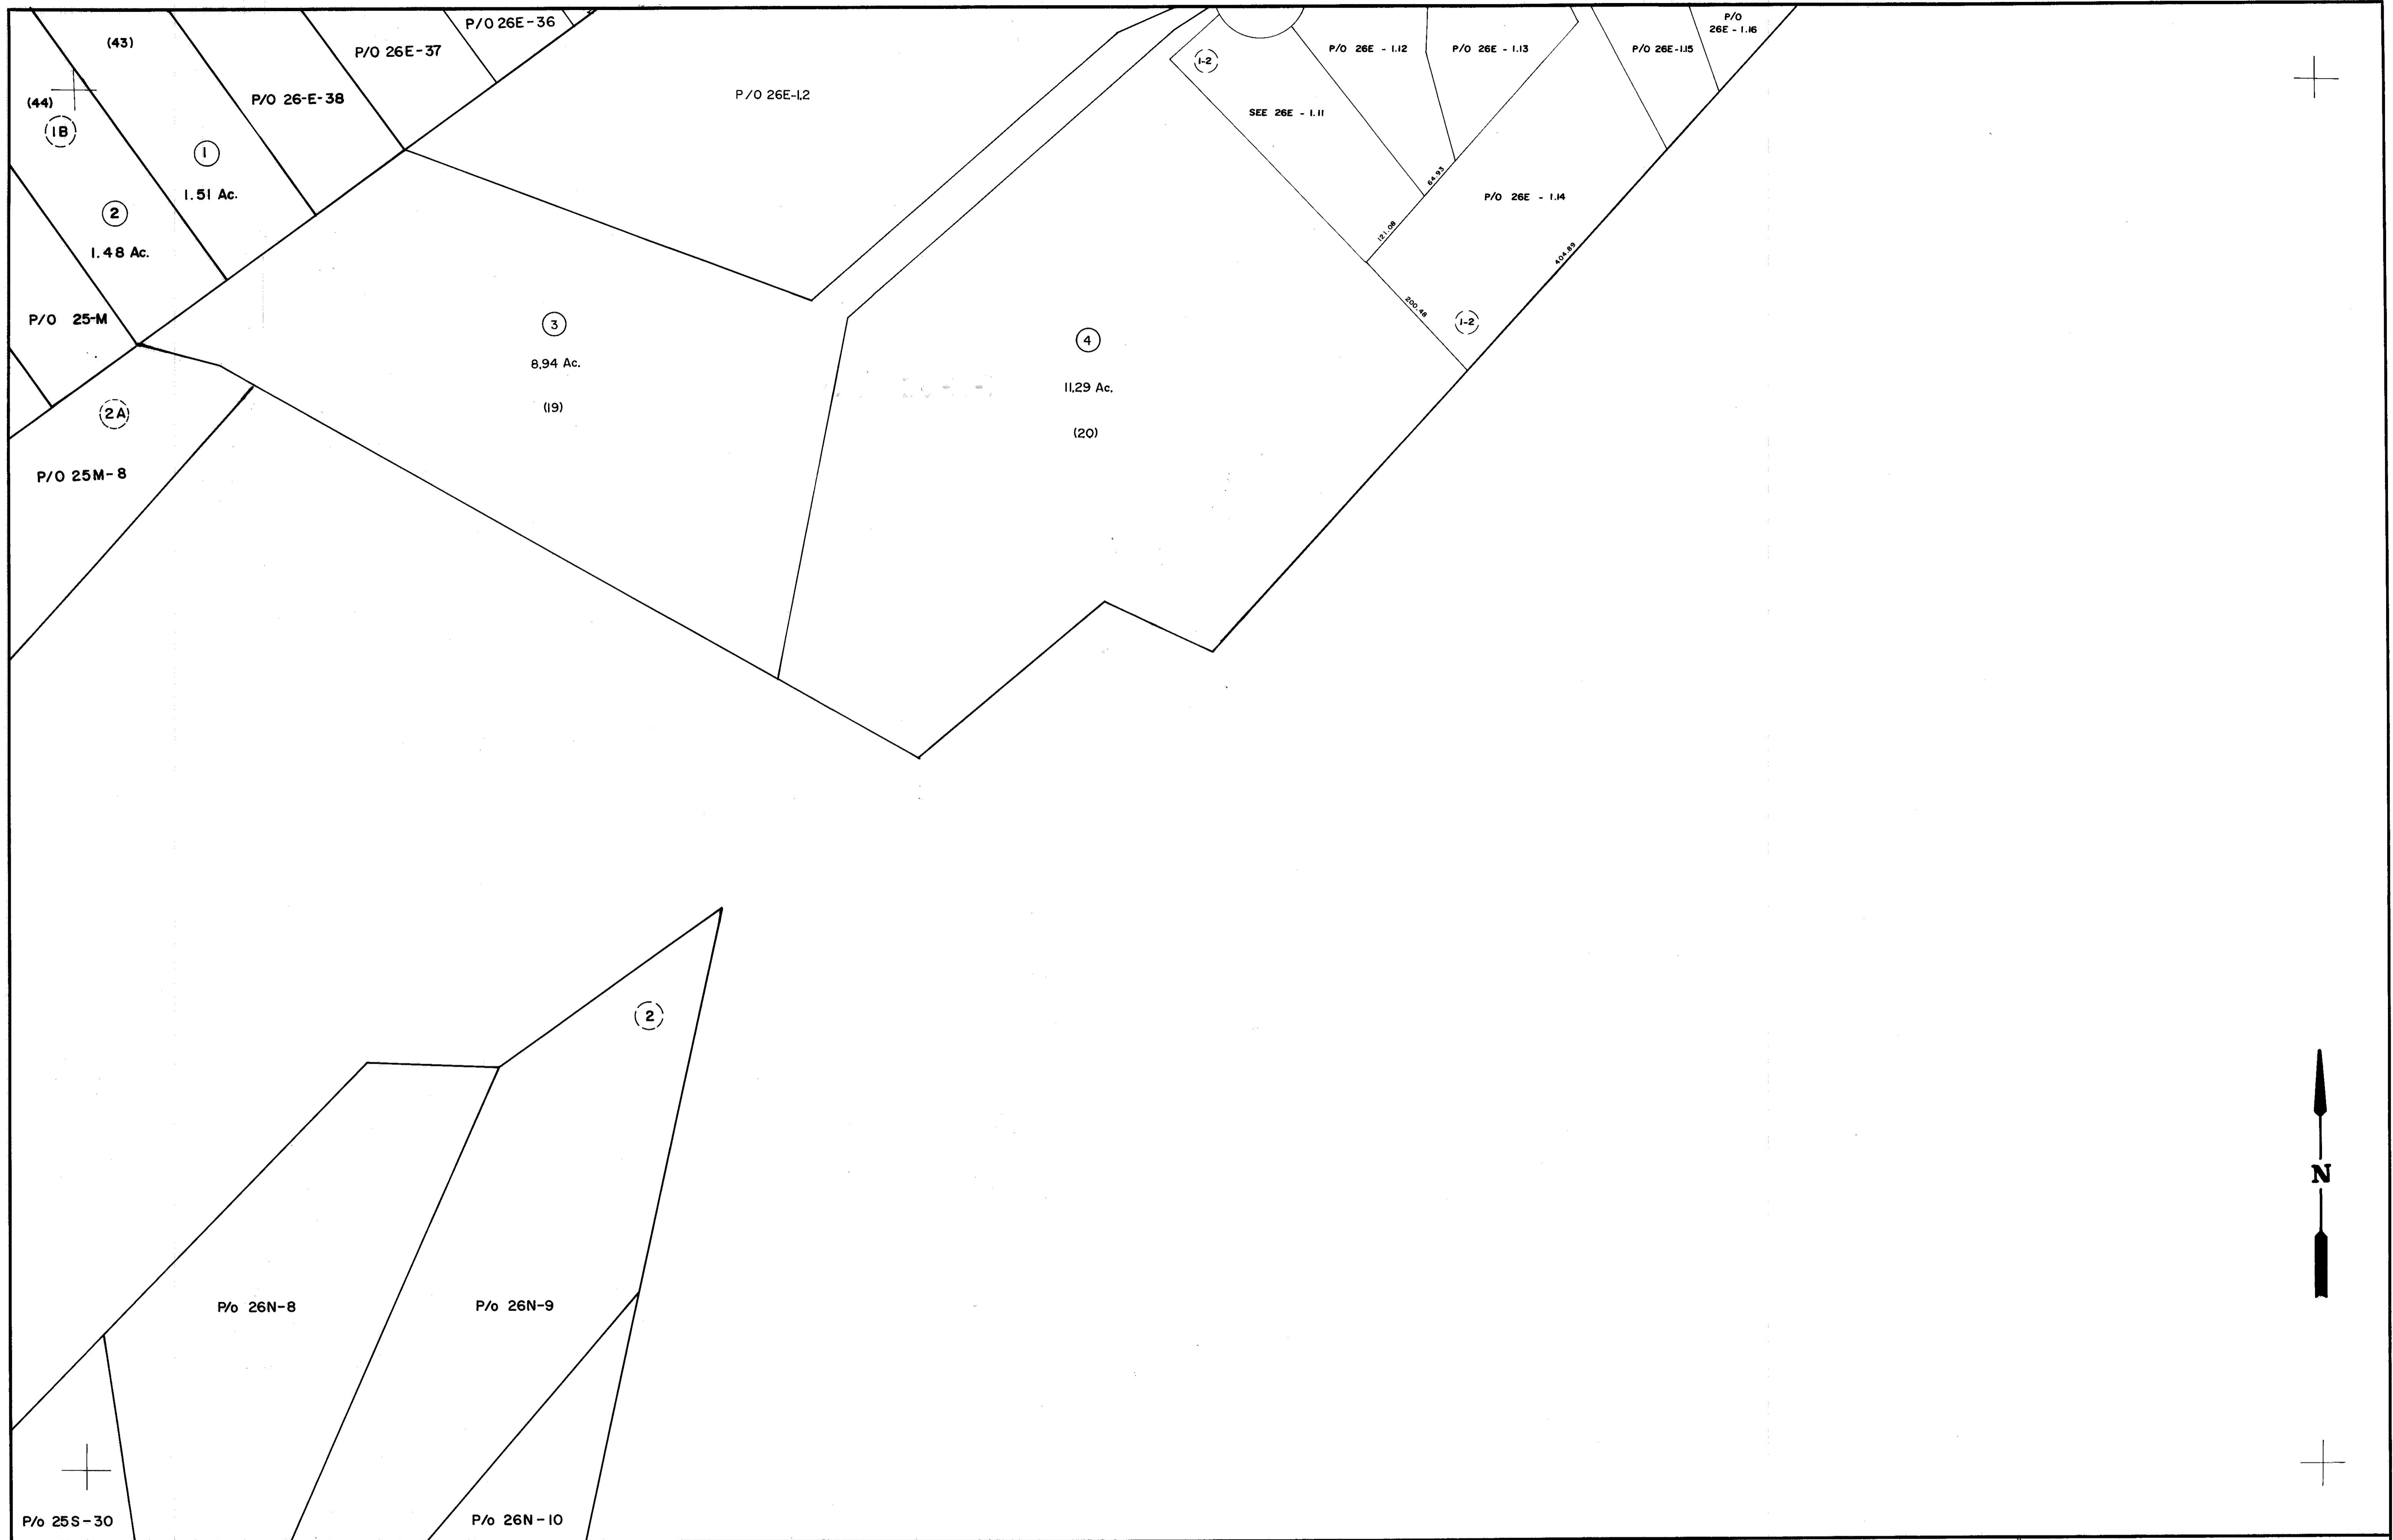 (43)
P/O 26E-36
P/O 26E-37
P/O 26-E-38
(44)
1B
1
1.51 Ac.
2
1.48 Ac.
P/O 25-M
2A
P/O 25M-8
P/O 26E-1.2
3
8.94 Ac.
(19)
4
11.29 Ac.
(20)
1-2
SEE 26E - 1.11
P/O 26E - 1.12
P/O 26E - 1.13
P/O 26E-1.15
P/O
26E - 1.16
64.93
121.08
P/O 26E - 1.14
404.89
200.48
1-2
2
P/o 26N-8
P/o 26N-9
N
P/o 25S-30
P/o 26N-10